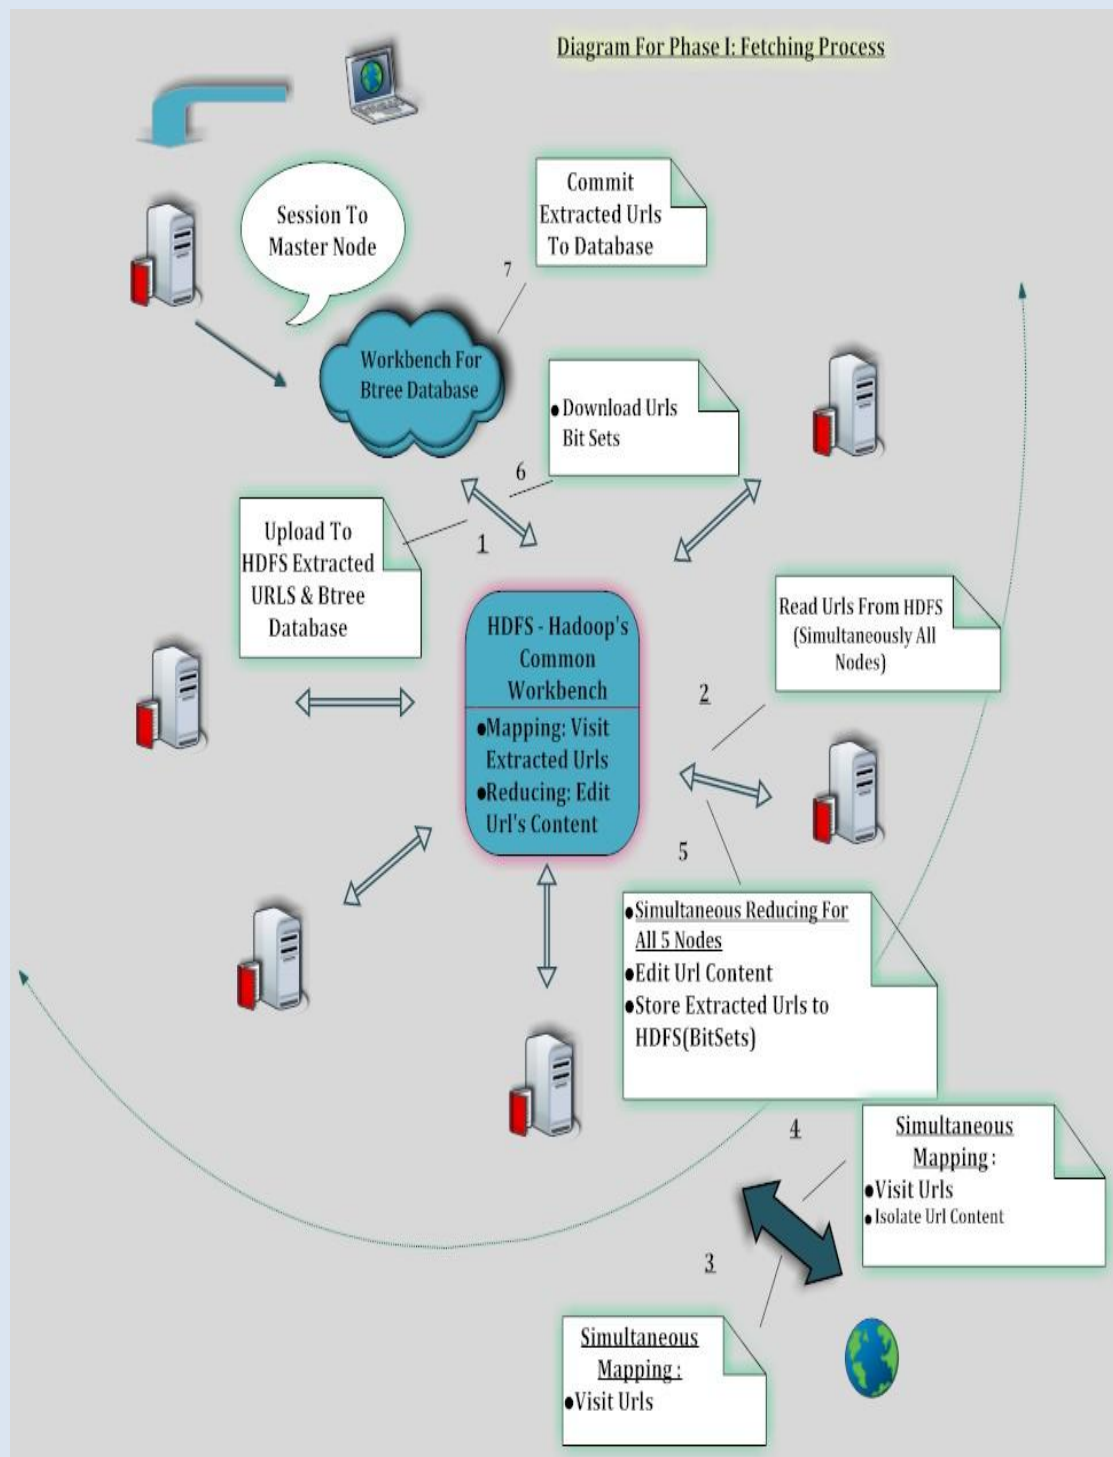 Diagram For Phase I: Fetching Process
Session To
Master Node
Commit
Extracted Urls
To Database
7
Workbench For
Btree Database
● Download Urls
Bit Sets
6
Upload To
HDFS Extracted
URLS & Btree
Database
1
HDFS - Hadoop's
Common
Workbench
●Mapping: Visit
Extracted Urls
●Reducing: Edit
Url's Content
Read Urls From HDFS
(Simultaneously All
Nodes)
2
5
●Simultaneous Reducing For
All 5 Nodes
●Edit Url Content
●Store Extracted Urls to
HDFS(BitSets)
4
Simultaneous
Mapping :
●Visit Urls
● Isolate Url Content
3
Simultaneous
Mapping :
●Visit Urls